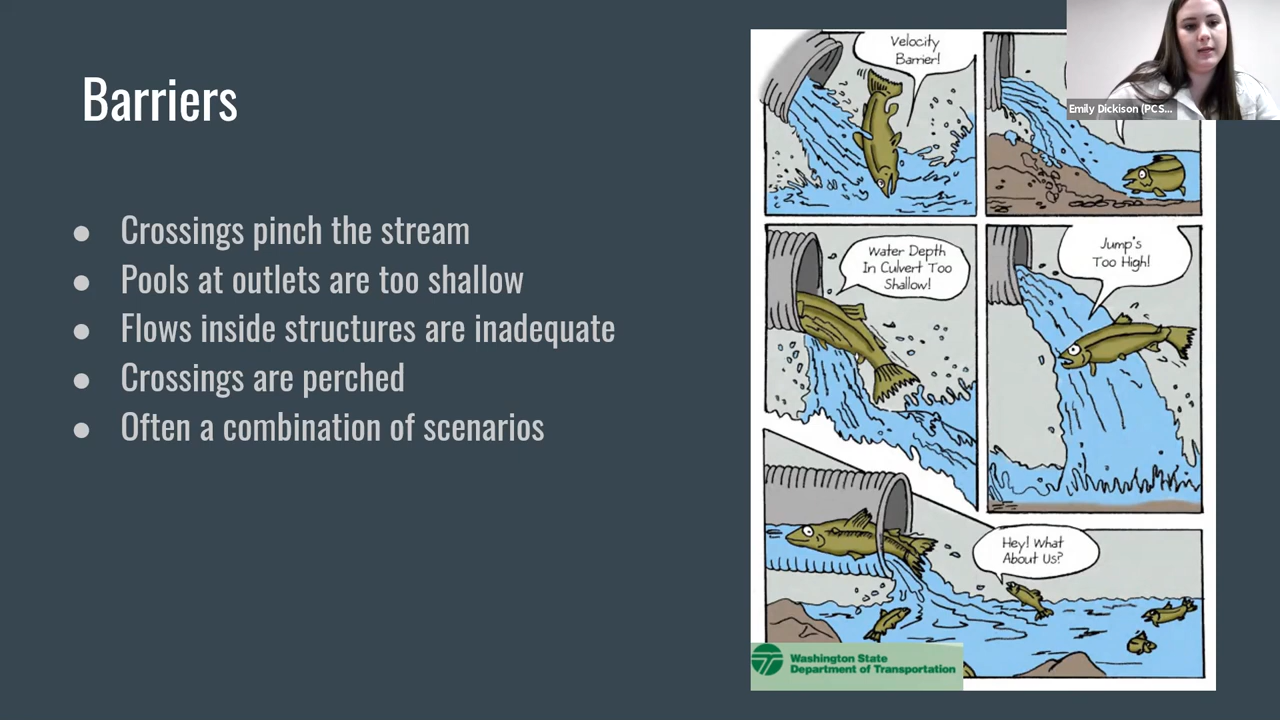 Barriers
● Crossings pinch the stream
● Pools at outlets are too shallow
● Flows inside structures are inadequate
● Crossings are perched
● Often a combination of scenarios
Velocity
Barrier!
Emily Dickison (PCS...
Water Depth
In Culvert Too
Shallow!
Jump's
Too High!
Hey! What
About Us?
Washington State
Department of Transportation